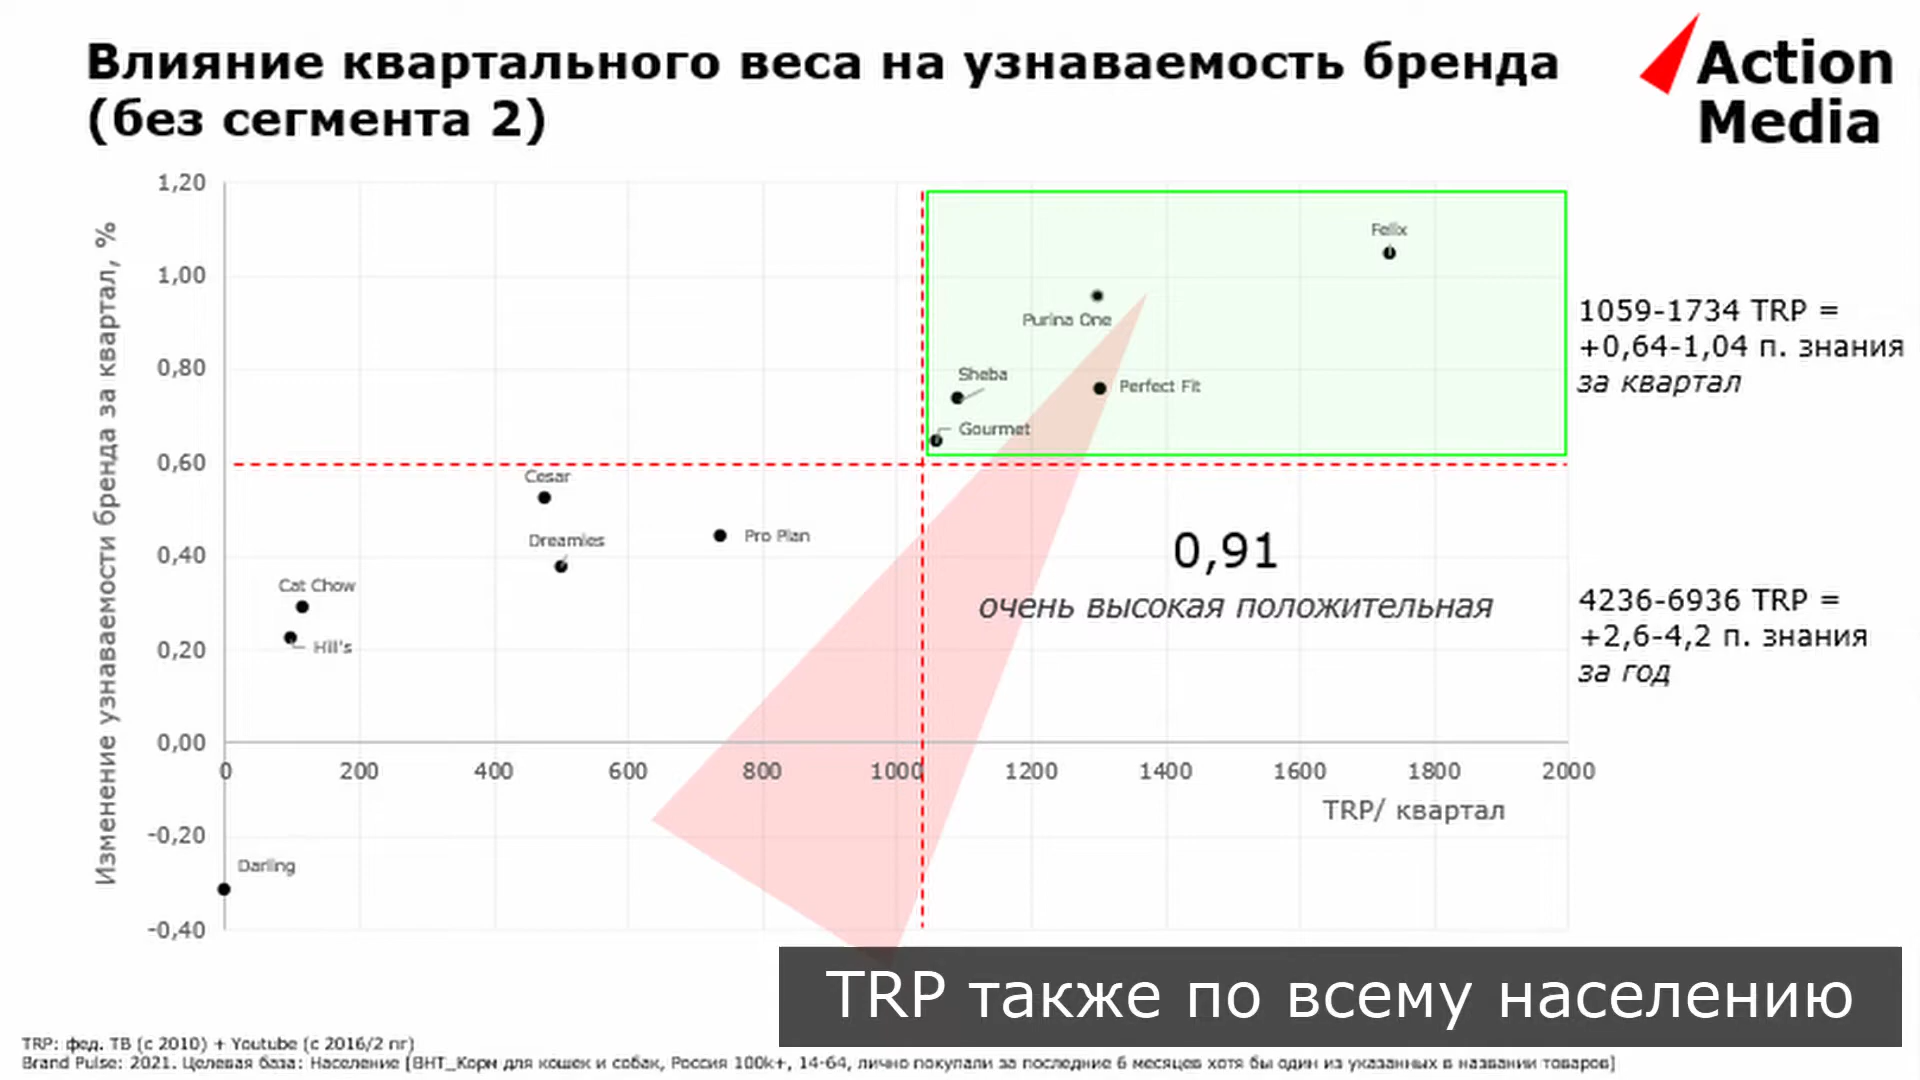 Влияние квартального веса на узнаваемость бренда
(без сегмента 2)
Action
Media
Изменение узнаваемости бренда за квартал, %
1,20
1,00
0,80
0,60
0,40
0,20
0,00
-0,20
-0,40
0
200
400
600
800
1000
1200
1400
1600
1800
2000
TRP/ квартал
Felix
Purina One
Sheba
Perfect Fit
Gourmet
Cesar
Dreamies
Pro Plan
Cat Chow
Hill's
Darling
0,91
очень высокая положительная
1059-1734 TRP =
+0,64-1,04 п. знания
за квартал
4236-6936 TRP =
+2,6-4,2 п. знания
за год
TRP также по всему населению
TRP: фед. ТВ (с 2010) + Youtube (с 2016/2 пг)
Brand Pulse: 2021. Целевая база: Население [ВНТ_Корм для кошек и собак, Россия 100k+, 14-64, лично покупали за последние 6 месяцев хотя бы один из указанных в названии товаров]